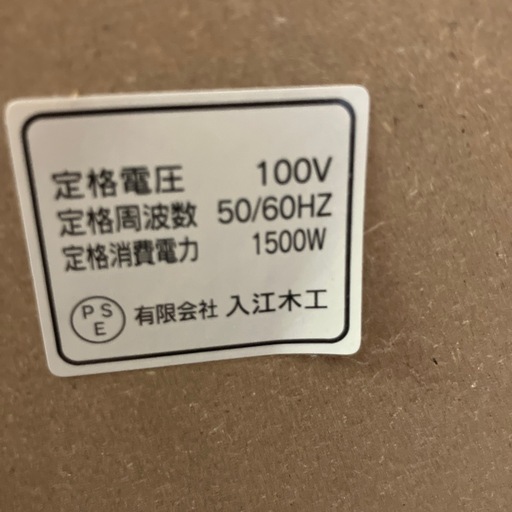 定格電圧 100V
定格周波数 50/60HZ
定格消費電力 1500W
PSE 有限会社 入江木工